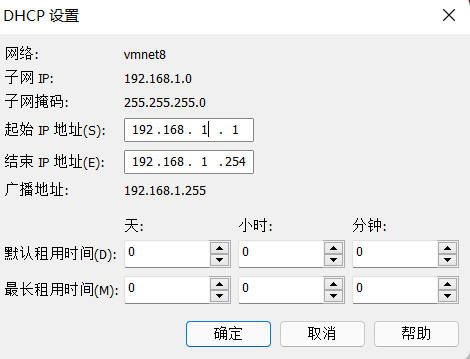 DHCP 设置
网络: vmnet8
子网 IP: 192.168.1.0
子网掩码: 255.255.255.0
起始 IP 地址(S): 192 . 168 . 1 . 1
结束 IP 地址(E): 192 . 168 . 1 . 254
广播地址: 192.168.1.255
天: 小时: 分钟:
默认租用时间(D): 0 0 0
最长租用时间(M): 0 0 0
确定 取消 帮助